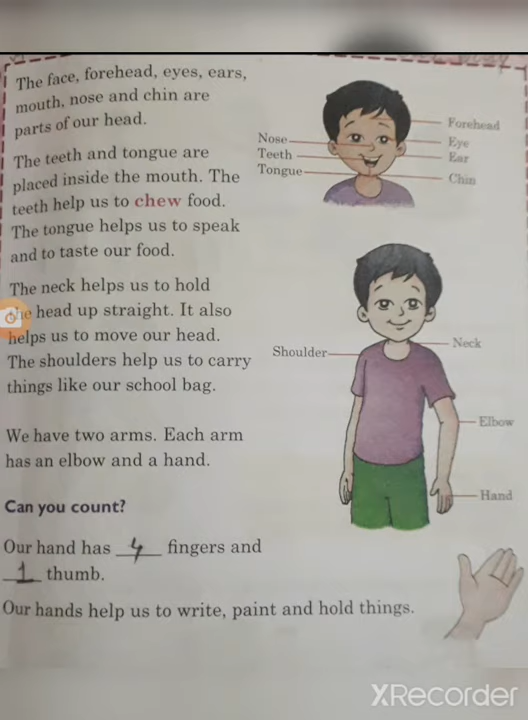 The face, forehead, eyes, ears,
mouth, nose and chin are
parts of our head.
The teeth and tongue are
placed inside the mouth. The
teeth help us to chew food.
The tongue helps us to speak
and to taste our food.
The neck helps us to hold
the head up straight. It also
helps us to move our head.
The shoulders help us to carry
things like our school bag.
We have two arms. Each arm
has an elbow and a hand.
Nose
Teeth
Tongue
Forehead
Eye
Ear
Chin
Shoulder
Neck
Elbow
Hand
Can you count?
Our hand has 4 fingers and
1 thumb.
Our hands help us to write, paint and hold things.
XRecorder